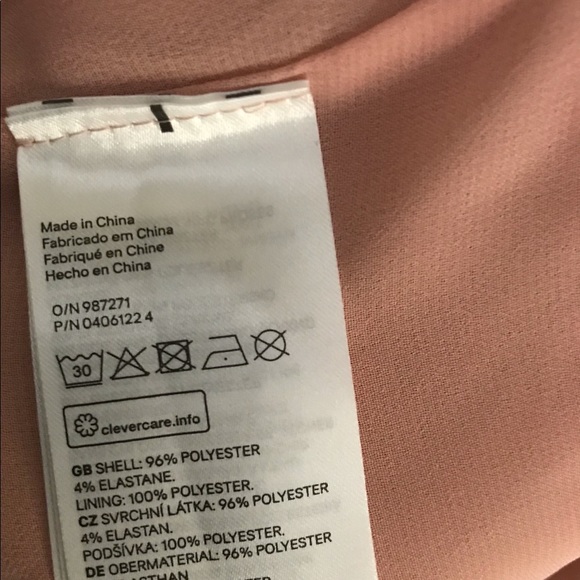 Made in China
Fabricado em China
Fabriqué en Chine
Hecho en China
O/N 987271
P/N 0406122 4
30
clevercare.info
GB SHELL: 96% POLYESTER
4% ELASTANE.
LINING: 100% POLYESTER.
CZ SVRCHNÍ LÁTKA: 96% POLYESTER
4% ELASTAN.
PODŠÍVKA: 100% POLYESTER.
DE OBERMATERIAL: 96% POLYESTER